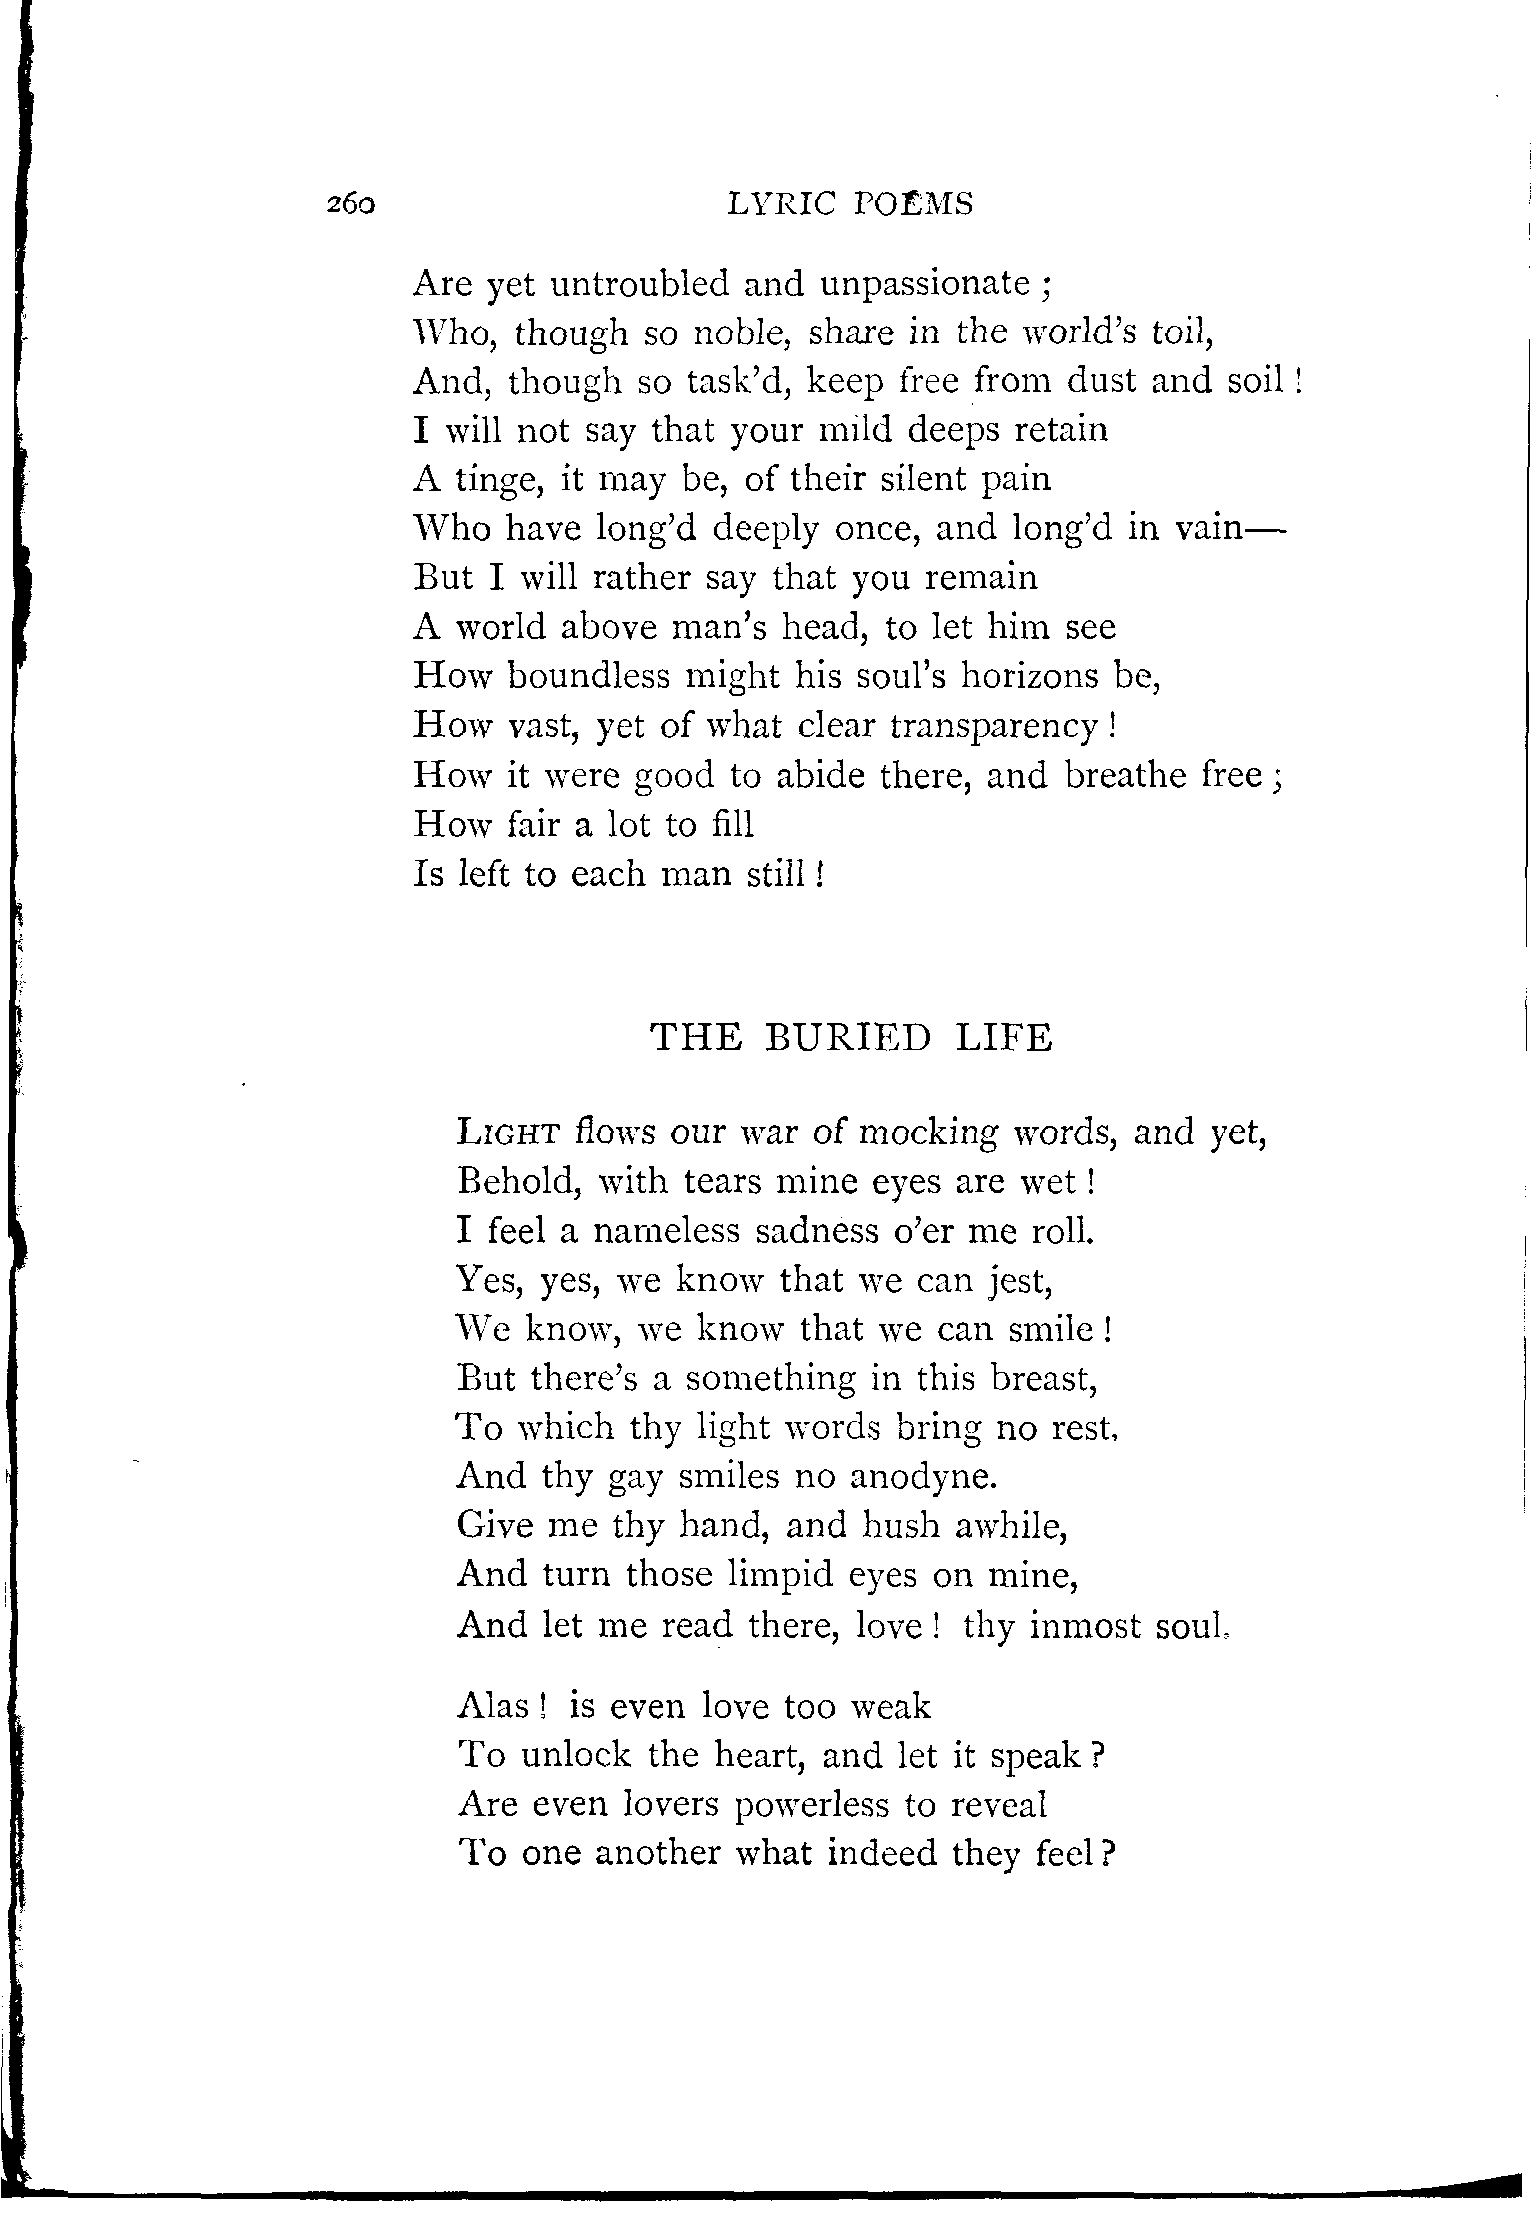 260 LYRIC POEMS
Are yet untroubled and unpassionate ;
Who, though so noble, share in the world's toil,
And, though so task'd, keep free from dust and soil !
I will not say that your mild deeps retain
A tinge, it may be, of their silent pain
Who have long'd deeply once, and long'd in vain—
But I will rather say that you remain
A world above man's head, to let him see
How boundless might his soul's horizons be,
How vast, yet of what clear transparency !
How it were good to abide there, and breathe free ;
How fair a lot to fill
Is left to each man still !
THE BURIED LIFE
LIGHT flows our war of mocking words, and yet,
Behold, with tears mine eyes are wet !
I feel a nameless sadness o'er me roll.
Yes, yes, we know that we can jest,
We know, we know that we can smile !
But there's a something in this breast,
To which thy light words bring no rest,
And thy gay smiles no anodyne.
Give me thy hand, and hush awhile,
And turn those limpid eyes on mine,
And let me read there, love ! thy inmost soul.
Alas ! is even love too weak
To unlock the heart, and let it speak ?
Are even lovers powerless to reveal
To one another what indeed they feel ?